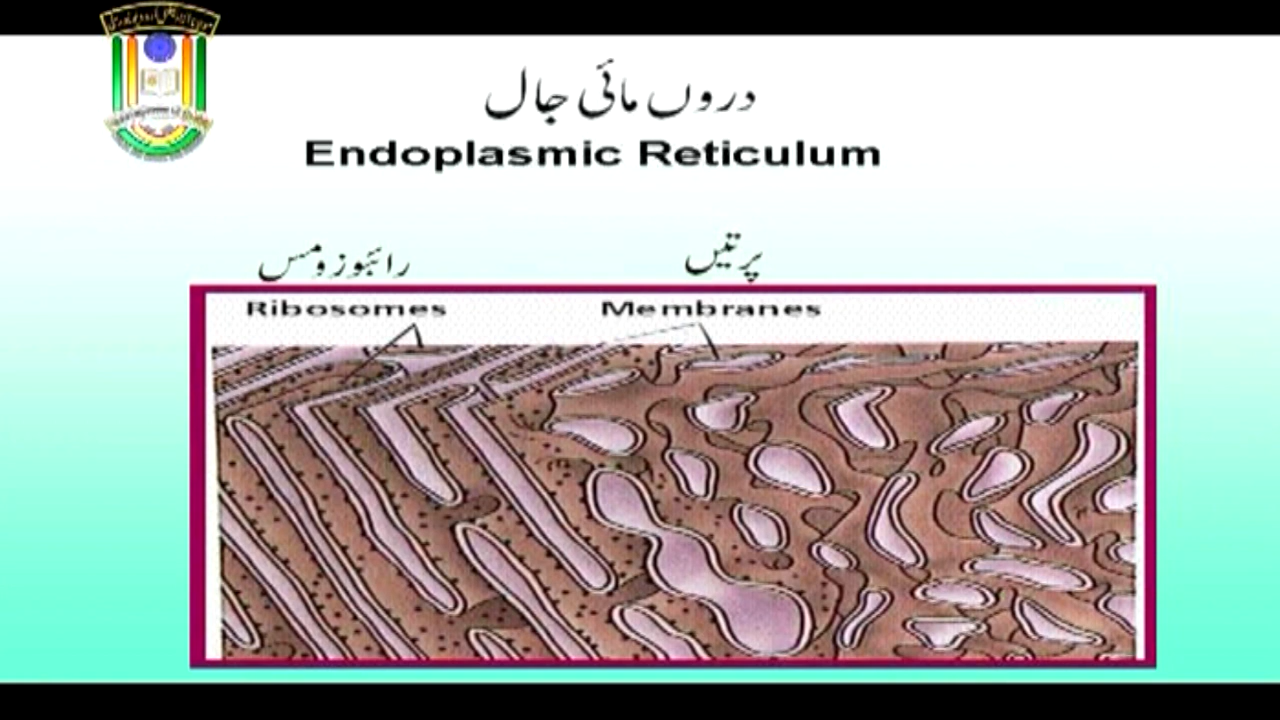 دروں مائی جال
Endoplasmic Reticulum
پرتیں
رائبوزومس
Ribosomes
Membranes